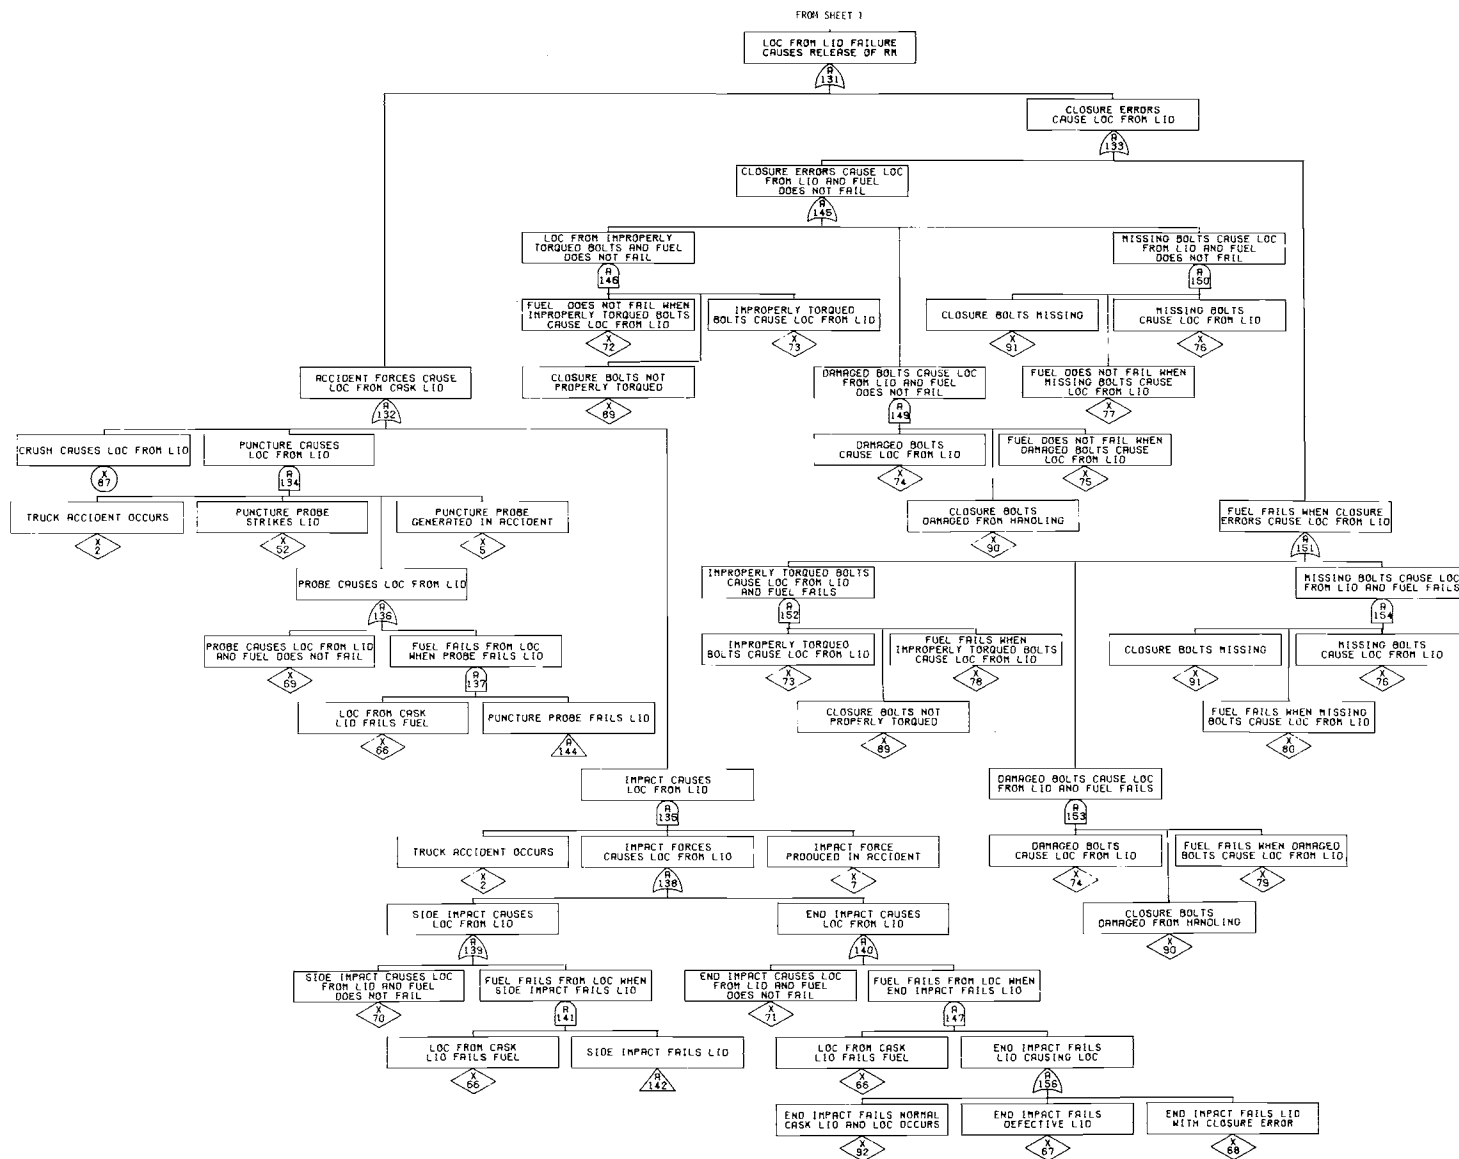 FROM SHEET 1
LOC FROM LID FAILURE
CAUSES RELEASE OF RM
A
131
CLOSURE ERRORS
CAUSE LOC FROM LID
A
133
CLOSURE ERRORS CAUSE LOC
FROM LID AND FUEL
DOES NOT FAIL
A
145
LOC FROM IMPROPERLY
TORQUED BOLTS AND FUEL
DOES NOT FAIL
A
146
MISSING BOLTS CAUSE LOC
FROM LID AND FUEL
DOES NOT FAIL
A
150
FUEL DOES NOT FAIL WHEN
IMPROPERLY TORQUED BOLTS
CAUSE LOC FROM LID
X
72
IMPROPERLY TORQUED
BOLTS CAUSE LOC FROM LID
X
73
CLOSURE BOLTS MISSING
X
91
MISSING BOLTS
CAUSE LOC FROM LID
X
76
ACCIDENT FORCES CAUSE
LOC FROM CASK LID
A
132
CLOSURE BOLTS NOT
PROPERLY TORQUED
X
89
DAMAGED BOLTS CAUSE LOC
FROM LID AND FUEL
DOES NOT FAIL
A
149
FUEL DOES NOT FAIL WHEN
MISSING BOLTS CAUSE
LOC FROM LID
X
77
CRUSH CAUSES LOC FROM LID
X
87
PUNCTURE CAUSES
LOC FROM LID
A
134
DAMAGED BOLTS
CAUSE LOC FROM LID
X
74
FUEL DOES NOT FAIL WHEN
DAMAGED BOLTS CAUSE
LOC FROM LID
X
75
TRUCK ACCIDENT OCCURS
X
2
PUNCTURE PROBE
STRIKES LID
X
52
PUNCTURE PROBE
GENERATED IN ACCIDENT
X
5
CLOSURE BOLTS
DAMAGED FROM HANDLING
X
90
FUEL FAILS WHEN CLOSURE
ERRORS CAUSE LOC FROM LID
A
151
PROBE CAUSES LOC FROM LID
A
136
IMPROPERLY TORQUED BOLTS
CAUSE LOC FROM LID
AND FUEL FAILS
A
152
MISSING BOLTS CAUSE LOC
FROM LID AND FUEL FAILS
A
154
PROBE CAUSES LOC FROM LID
AND FUEL DOES NOT FAIL
X
69
FUEL FAILS FROM LOC
WHEN PROBE FAILS LID
A
137
IMPROPERLY TORQUED
BOLTS CAUSE LOC FROM LID
X
73
FUEL FAILS WHEN
IMPROPERLY TORQUED BOLTS
CAUSE LOC FROM LID
X
78
CLOSURE BOLTS MISSING
X
91
MISSING BOLTS
CAUSE LOC FROM LID
X
76
LOC FROM CASK
LID FAILS FUEL
X
66
PUNCTURE PROBE FAILS LID
A
144
CLOSURE BOLTS NOT
PROPERLY TORQUED
X
89
FUEL FAILS WHEN MISSING
BOLTS CAUSE LOC FROM LID
X
80
IMPACT CAUSES
LOC FROM LID
A
135
DAMAGED BOLTS CAUSE LOC
FROM LID AND FUEL FAILS
A
153
TRUCK ACCIDENT OCCURS
X
2
IMPACT FORCES
CAUSES LOC FROM LID
A
138
IMPACT FORCE
PRODUCED IN ACCIDENT
X
7
DAMAGED BOLTS
CAUSE LOC FROM LID
X
74
FUEL FAILS WHEN DAMAGED
BOLTS CAUSE LOC FROM LID
X
79
SIDE IMPACT CAUSES
LOC FROM LID
A
139
END IMPACT CAUSES
LOC FROM LID
A
140
CLOSURE BOLTS
DAMAGED FROM HANDLING
X
90
SIDE IMPACT CAUSES LOC
FROM LID AND FUEL
DOES NOT FAIL
X
70
FUEL FAILS FROM LOC WHEN
SIDE IMPACT FAILS LID
A
141
END IMPACT CAUSES LOC
FROM LID AND FUEL
DOES NOT FAIL
X
71
FUEL FAILS FROM LOC WHEN
END IMPACT FAILS LID
A
147
LOC FROM CASK
LID FAILS FUEL
X
66
SIDE IMPACT FAILS LID
A
142
LOC FROM CASK
LID FAILS FUEL
X
66
END IMPACT FAILS
LID CAUSING LOC
A
156
END IMPACT FAILS NORMAL
CASK LID AND LOC OCCURS
X
92
END IMPACT FAILS
DEFECTIVE LID
X
67
END IMPACT FAILS LID
WITH CLOSURE ERROR
X
68